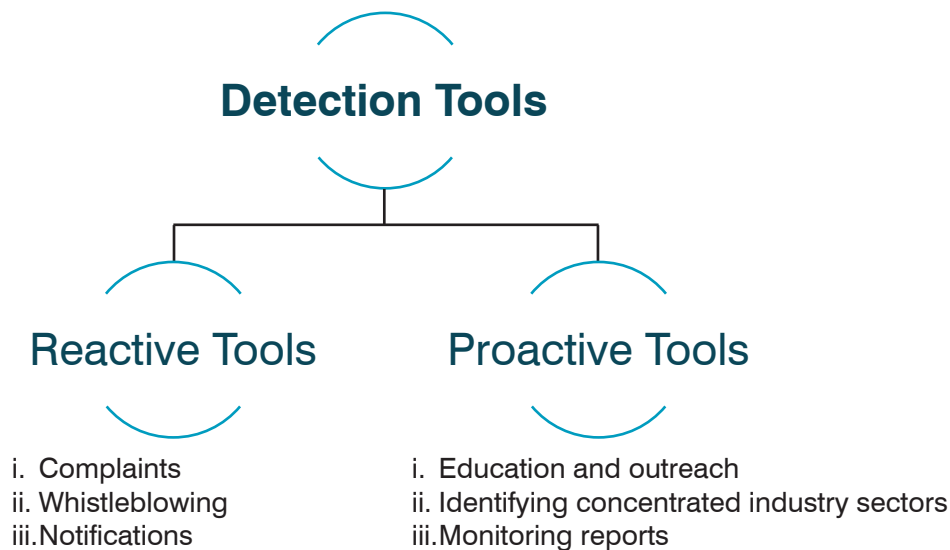 Detection Tools
Reactive Tools
i. Complaints
ii. Whistleblowing
iii.Notifications
Proactive Tools
i. Education and outreach
ii. Identifying concentrated industry sectors
iii.Monitoring reports